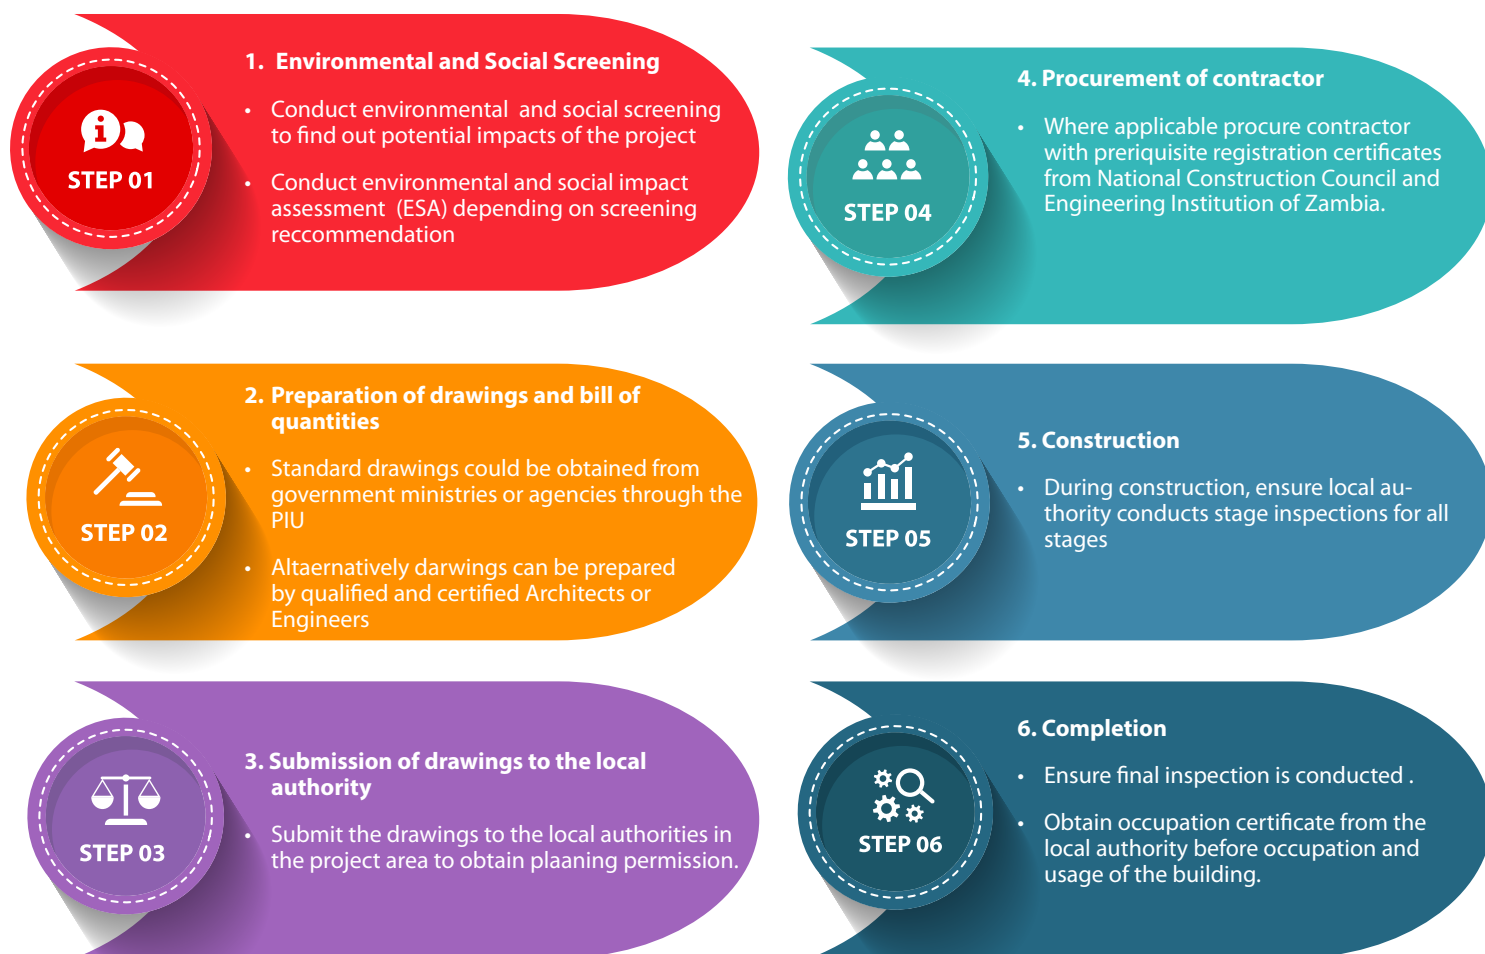 STEP 01
1. Environmental and Social Screening
• Conduct environmental and social screening
to find out potential impacts of the project
• Conduct environmental and social impact
assessment (ESA) depending on screening
reccommendation
STEP 02
2. Preparation of drawings and bill of
quantities
• Standard drawings could be obtained from
government ministries or agencies through the
PIU
• Altaernatively darwings can be prepared
by qualified and certified Architects or
Engineers
STEP 03
3. Submission of drawings to the local
authority
• Submit the drawings to the local authorities in
the project area to obtain plaaning permission.
STEP 04
4. Procurement of contractor
• Where applicable procure contractor
with preriquisite registration certificates
from National Construction Council and
Engineering Institution of Zambia.
STEP 05
5. Construction
• During construction, ensure local au-
thority conducts stage inspections for all
stages
STEP 06
6. Completion
• Ensure final inspection is conducted .
• Obtain occupation certificate from the
local authority before occupation and
usage of the building.